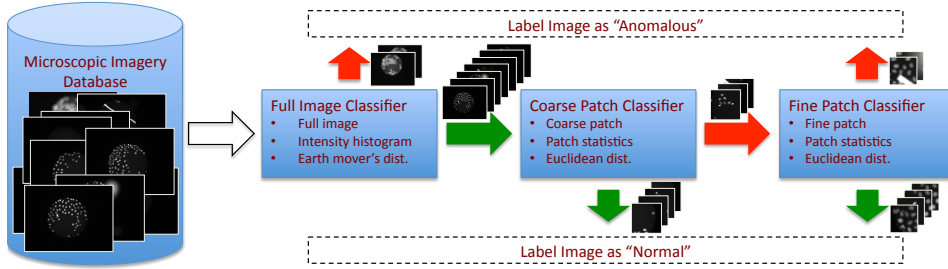 Label Image as “Anomalous”
Microscopic Imagery
Database
Full Image Classifier
• Full image
• Intensity histogram
• Earth mover’s dist.
Coarse Patch Classifier
• Coarse patch
• Patch statistics
• Euclidean dist.
Fine Patch Classifier
• Fine patch
• Patch statistics
• Euclidean dist.
Label Image as “Normal”